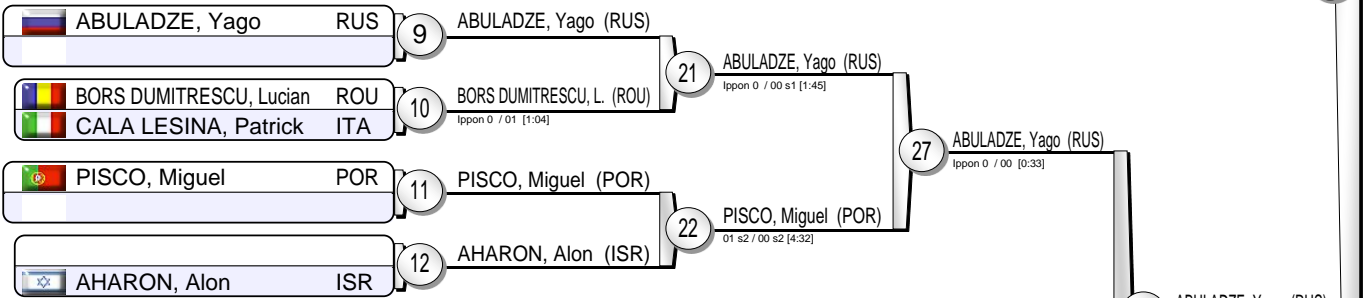 ABULADZE, Yago RUS
9
ABULADZE, Yago (RUS)
21
ABULADZE, Yago (RUS)
Ippon 0 / 00 s1 [1:45]
BORS DUMITRESCU, Lucian ROU
CALA LESINA, Patrick ITA
10
BORS DUMITRESCU, L. (ROU)
Ippon 0 / 01 [1:04]
27
ABULADZE, Yago (RUS)
Ippon 0 / 00 [0:33]
PISCO, Miguel POR
11
PISCO, Miguel (POR)
22
PISCO, Miguel (POR)
01 s2 / 00 s2 [4:32]
AHARON, Alon ISR
12
AHARON, Alon (ISR)